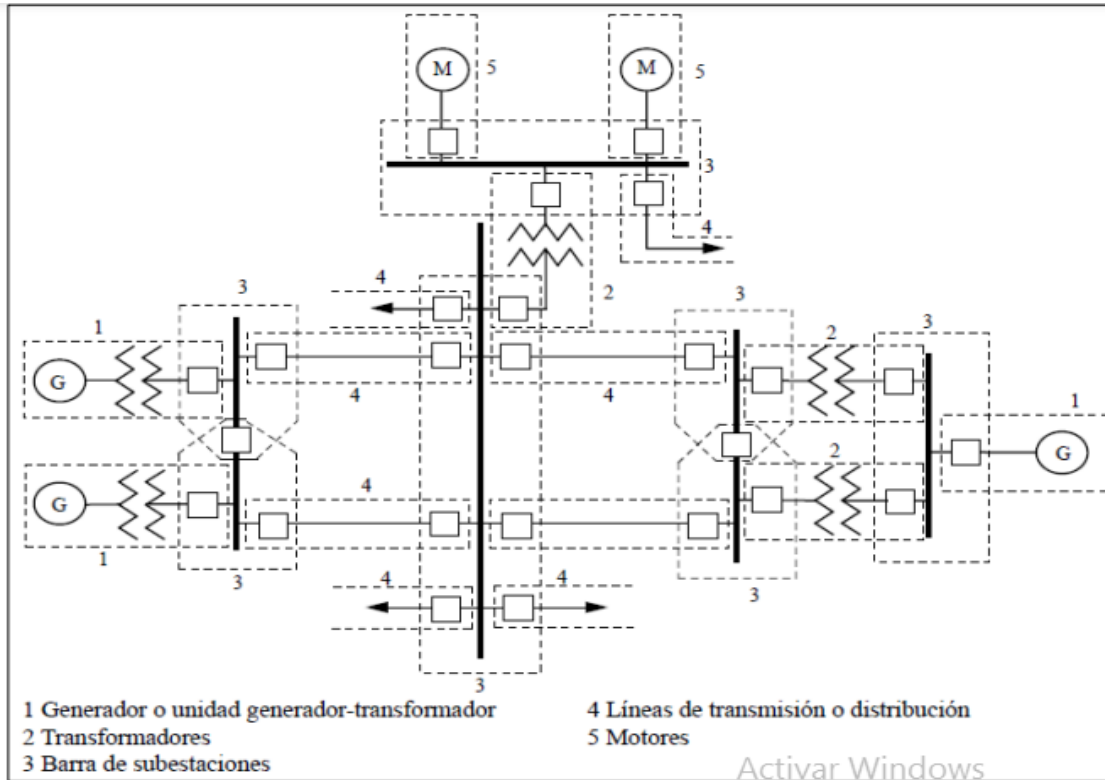 M 5 M 5
3
4
4 2
3 3 3
1 2 1
G G
4 4
4 2
G
1 3 4 4 3
3
1 Generador o unidad generador-transformador
2 Transformadores
3 Barra de subestaciones
4 Líneas de transmisión o distribución
5 Motores
Activar Windows